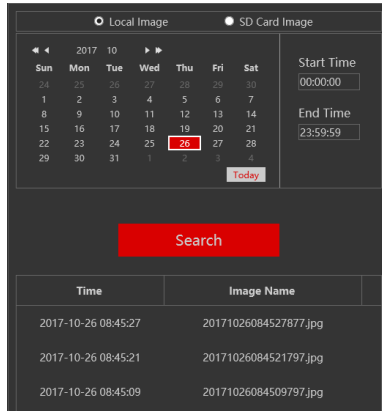 Local Image SD Card Image
2017 10
Sun Mon Tue Wed Thu Fri Sat
24 25 26 27 28 29 30
1 2 3 4 5 6 7
8 9 10 11 12 13 14
15 16 17 18 19 20 21
22 23 24 25 26 27 28
29 30 31 1 2 3 4
Today
Start Time
00:00:00
End Time
23:59:59
Search
Time Image Name
2017-10-26 08:45:27 20171026084527877.jpg
2017-10-26 08:45:21 20171026084521797.jpg
2017-10-26 08:45:09 20171026084509797.jpg